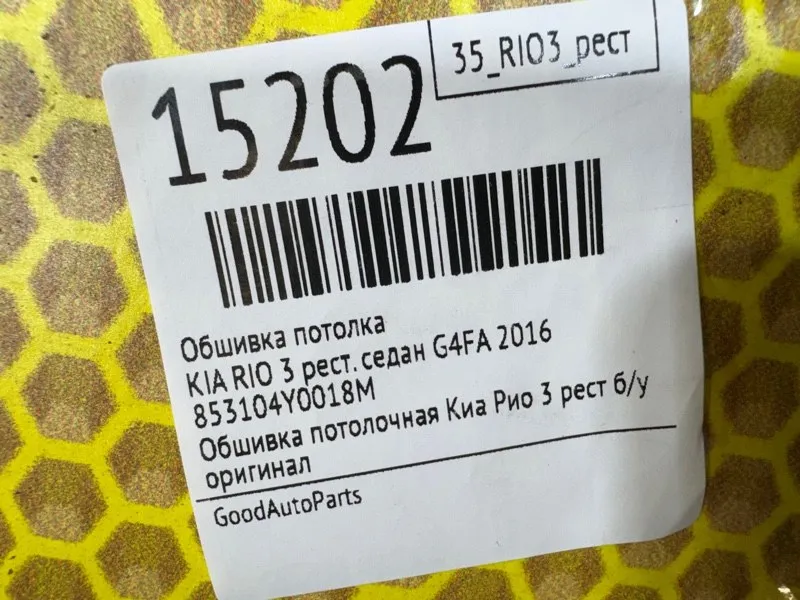 35_RIO3_рест
15202
Обшивка потолка
KIA RIO 3 рест. седан G4FA 2016
853104Y0018M
Обшивка потолочная Киа Рио 3 рест б/у
оригинал
GoodAutoParts